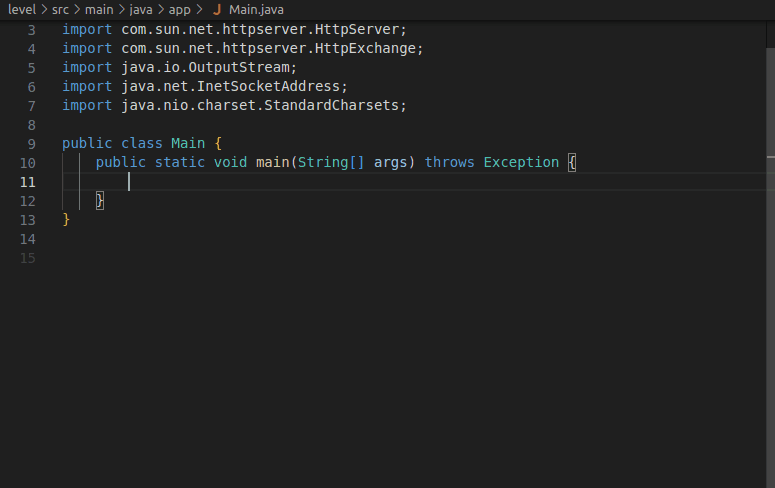 level > src > main > java > app > J Main.java
3 import com.sun.net.httpserver.HttpServer;
4 import com.sun.net.httpserver.HttpExchange;
5 import java.io.OutputStream;
6 import java.net.InetSocketAddress;
7 import java.nio.charset.StandardCharsets;
8
9 public class Main {
10     public static void main(String[] args) throws Exception {
11
12     }
13 }
14
15